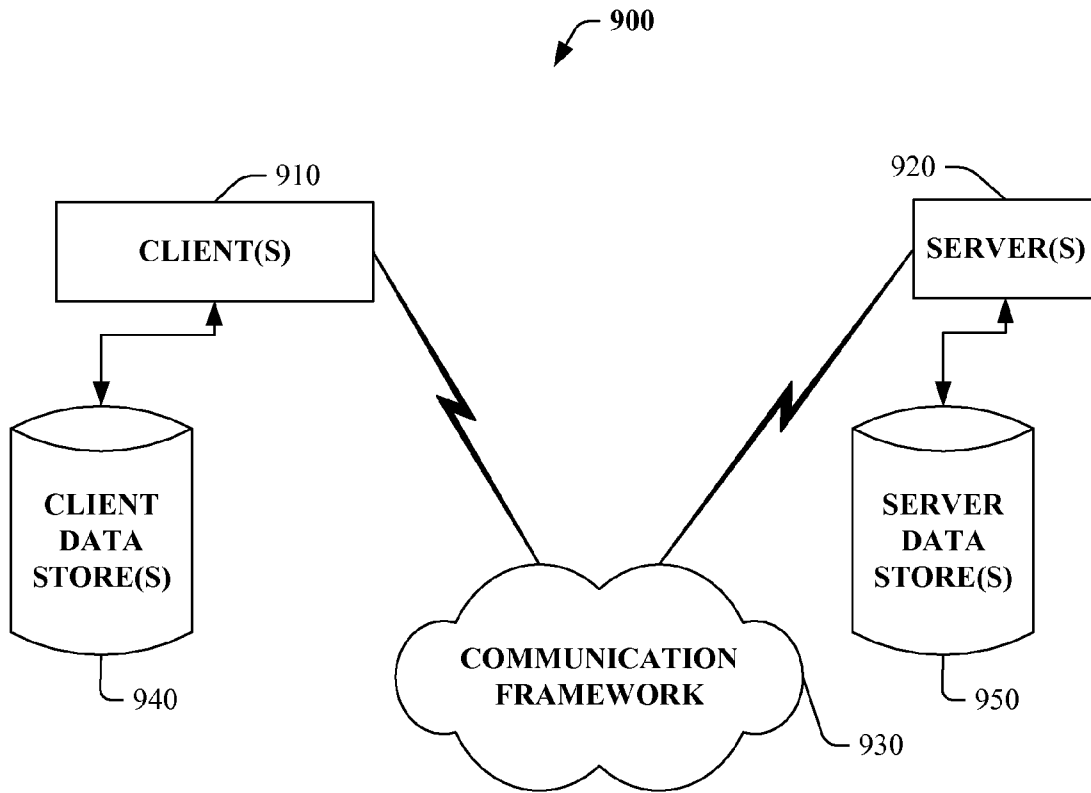 900
910
920
CLIENT(S)
SERVER(S)
CLIENT
DATA
STORE(S)
SERVER
DATA
STORE(S)
COMMUNICATION
FRAMEWORK
940
950
930